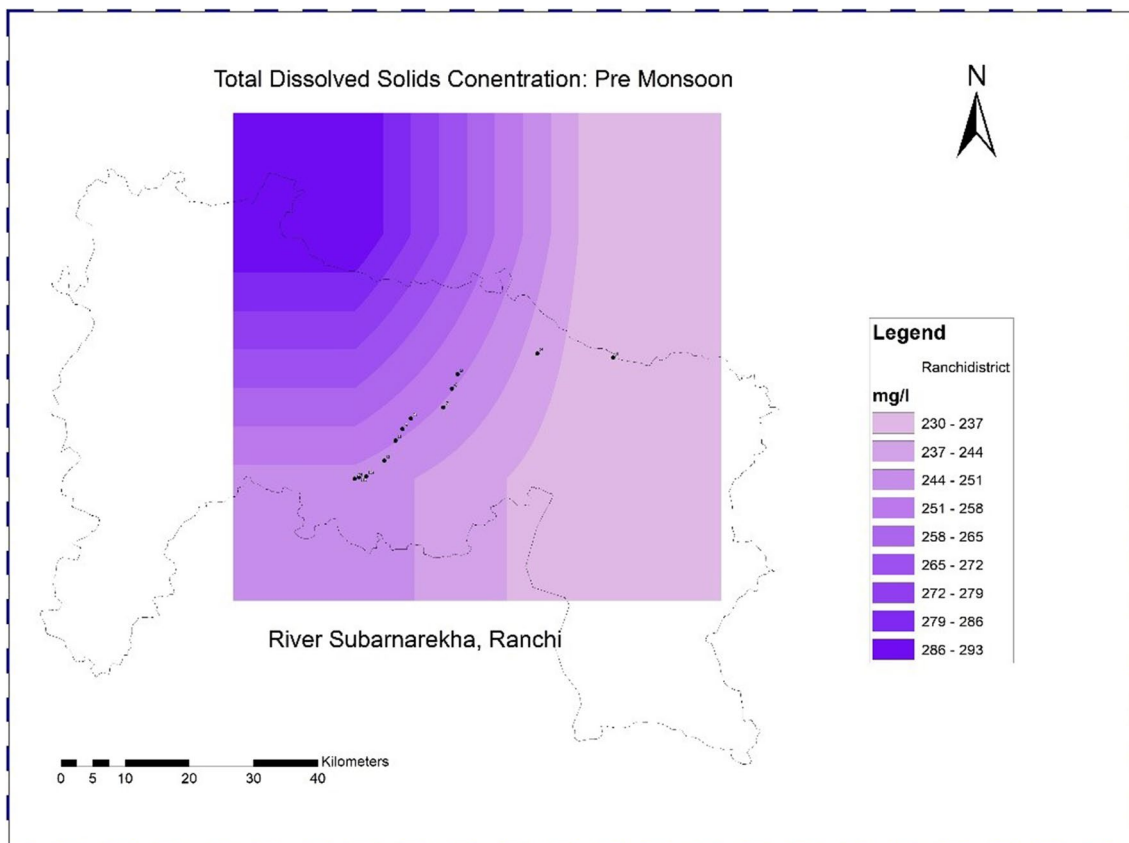 Total Dissolved Solids Conentration: Pre Monsoon
N
Legend
Ranchidistrict
mg/l
230 - 237
237 - 244
244 - 251
251 - 258
258 - 265
265 - 272
272 - 279
279 - 286
286 - 293
River Subarnarekha, Ranchi
Kilometers
0 5 10 20 30 40